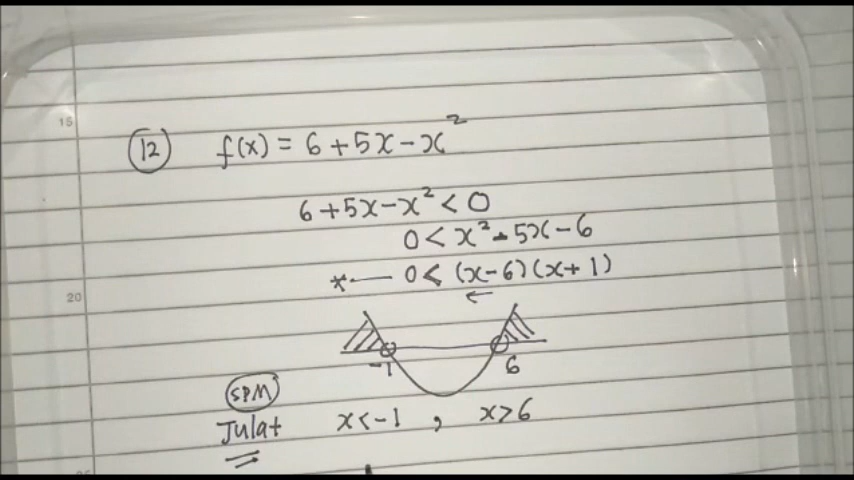 15
12 f(x) = 6 + 5x - x²
6 + 5x - x² < 0
0 < x² - 5x - 6
* — 0 < (x-6)(x+1)
←
20
-1 6
SPM
Julat x < -1 , x > 6